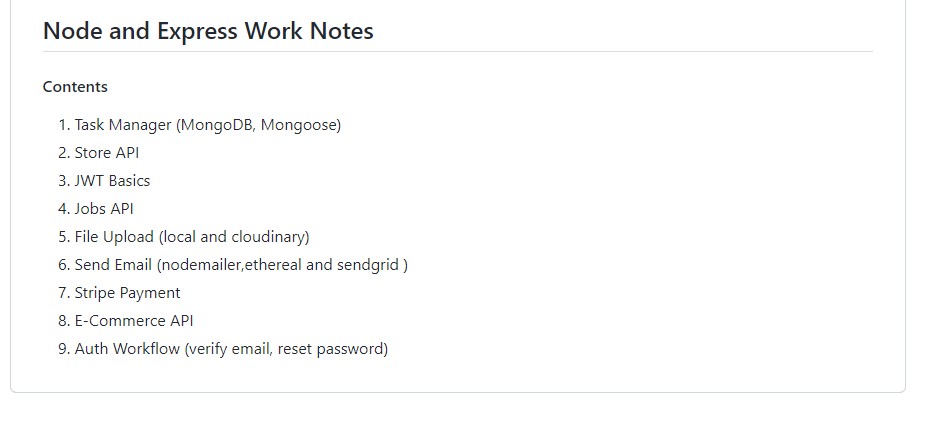 Node and Express Work Notes
Contents
1. Task Manager (MongoDB, Mongoose)
2. Store API
3. JWT Basics
4. Jobs API
5. File Upload (local and cloudinary)
6. Send Email (nodemailer,ethereal and sendgrid )
7. Stripe Payment
8. E-Commerce API
9. Auth Workflow (verify email, reset password)